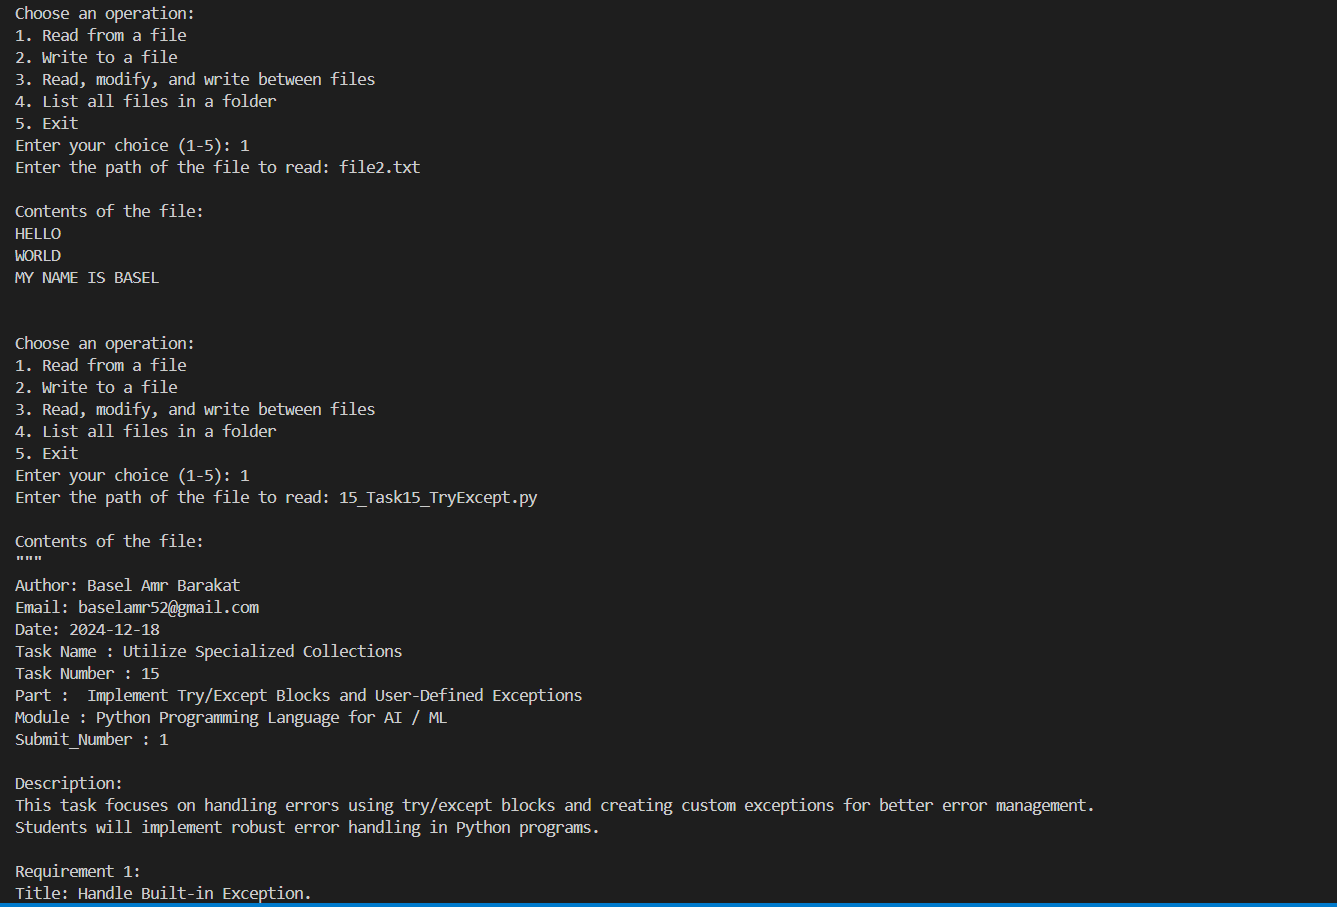 Choose an operation:
1. Read from a file
2. Write to a file
3. Read, modify, and write between files
4. List all files in a folder
5. Exit
Enter your choice (1-5): 1
Enter the path of the file to read: file2.txt
Contents of the file:
HELLO
WORLD
MY NAME IS BASEL
Choose an operation:
1. Read from a file
2. Write to a file
3. Read, modify, and write between files
4. List all files in a folder
5. Exit
Enter your choice (1-5): 1
Enter the path of the file to read: 15_Task15_TryExcept.py
Contents of the file:
"""
Author: Basel Amr Barakat
Email: baselamr52@gmail.com
Date: 2024-12-18
Task Name : Utilize Specialized Collections
Task Number : 15
Part :  Implement Try/Except Blocks and User-Defined Exceptions
Module : Python Programming Language for AI / ML
Submit_Number : 1
Description:
This task focuses on handling errors using try/except blocks and creating custom exceptions for better error management.
Students will implement robust error handling in Python programs.
Requirement 1:
Title: Handle Built-in Exception.